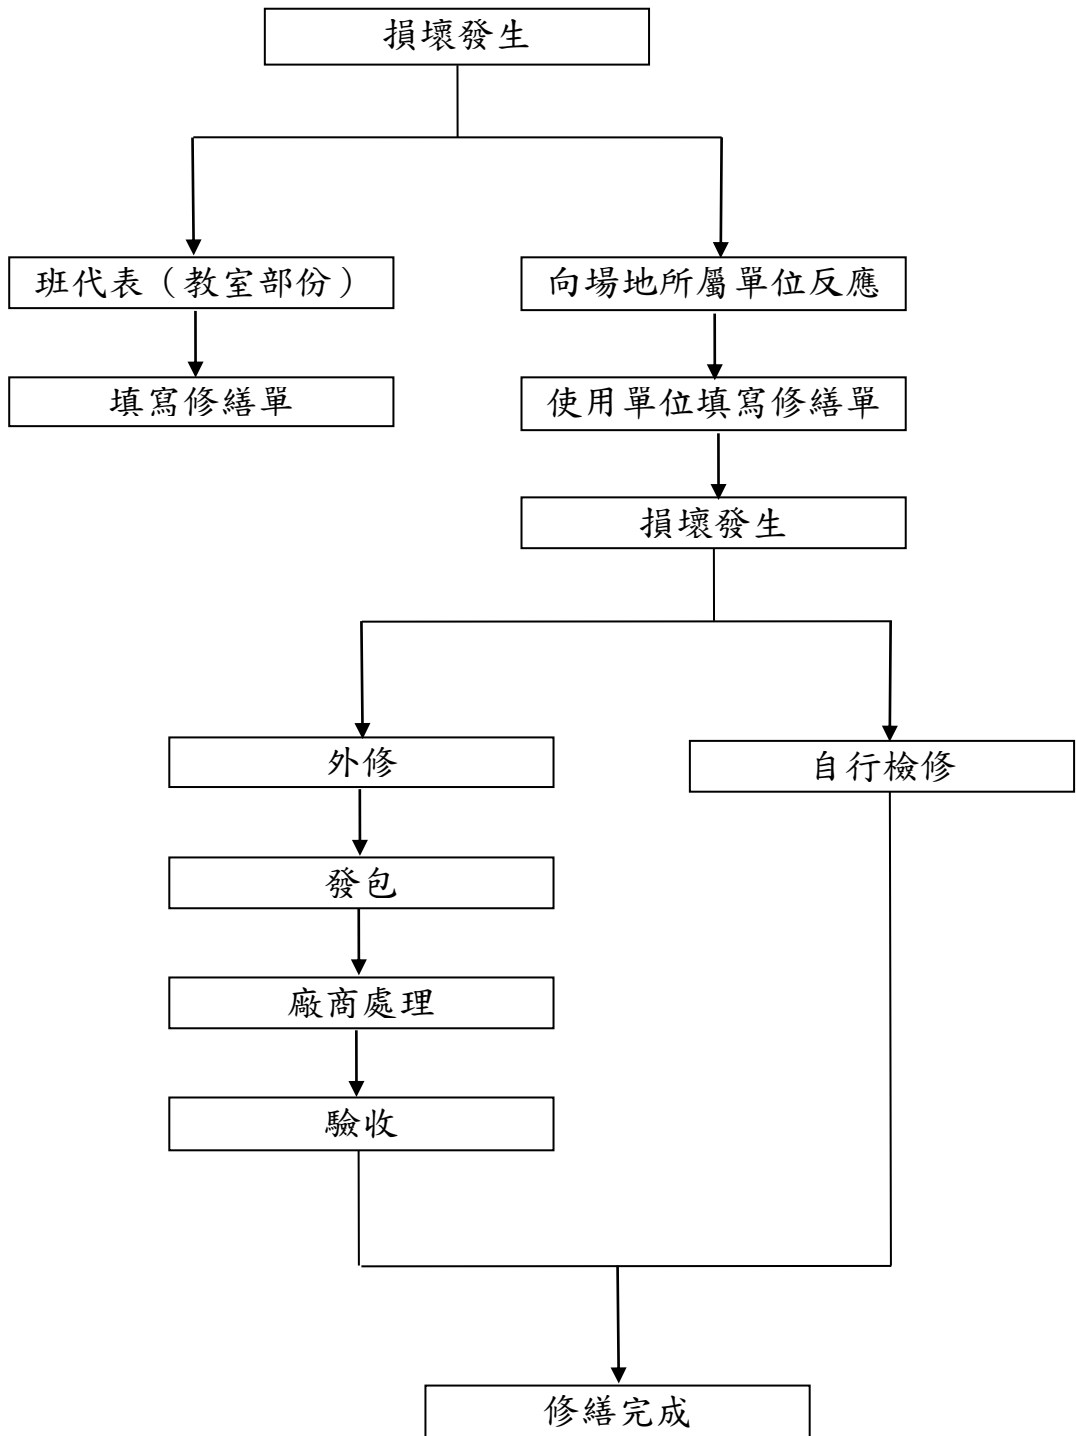 損壞發生
班代表（教室部份）
向場地所屬單位反應
填寫修繕單
使用單位填寫修繕單
損壞發生
外修
自行檢修
發包
廠商處理
驗收
修繕完成